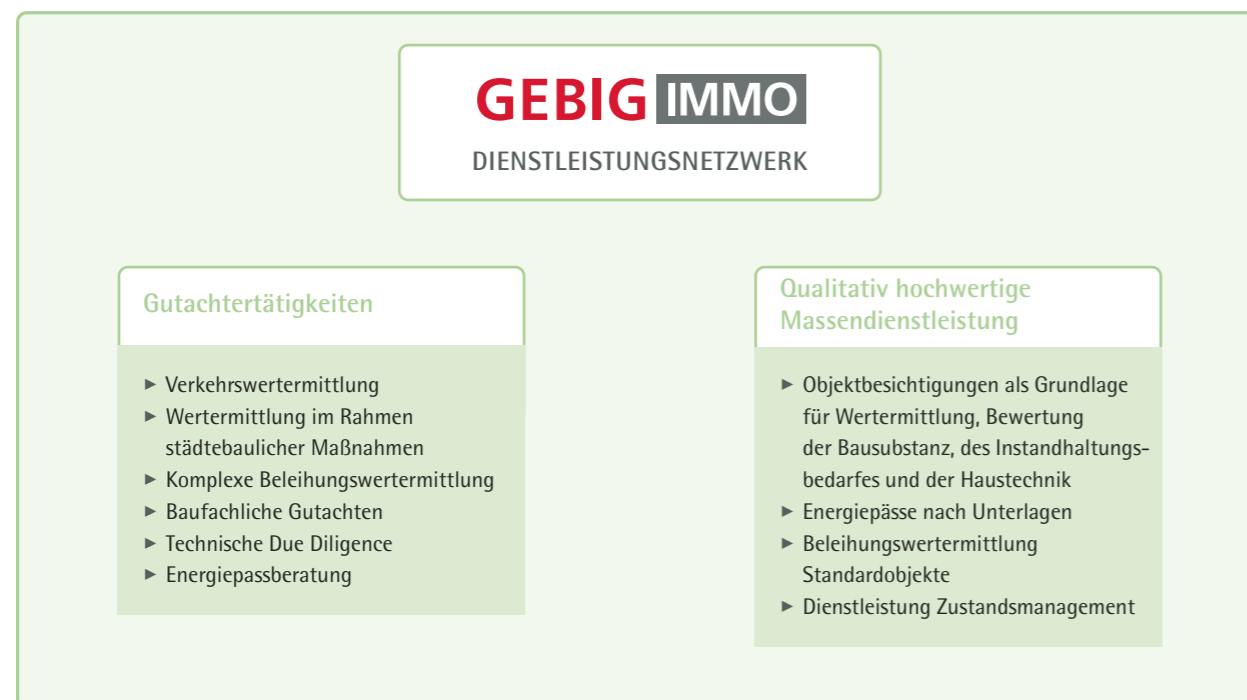 GEBIG IMMO
DIENSTLEISTUNGSNETZWERK
Gutachtertätigkeiten
► Verkehrswertermittlung
► Wertermittlung im Rahmen
städtebaulicher Maßnahmen
► Komplexe Beleihungswertermittlung
► Baufachliche Gutachten
► Technische Due Diligence
► Energiepassberatung
Qualitativ hochwertige
Massendienstleistung
► Objektbesichtigungen als Grundlage
für Wertermittlung, Bewertung
der Bausubstanz, des Instandhaltungs-
bedarfes und der Haustechnik
► Energiepässe nach Unterlagen
► Beleihungswertermittlung
Standardobjekte
► Dienstleistung Zustandsmanagement